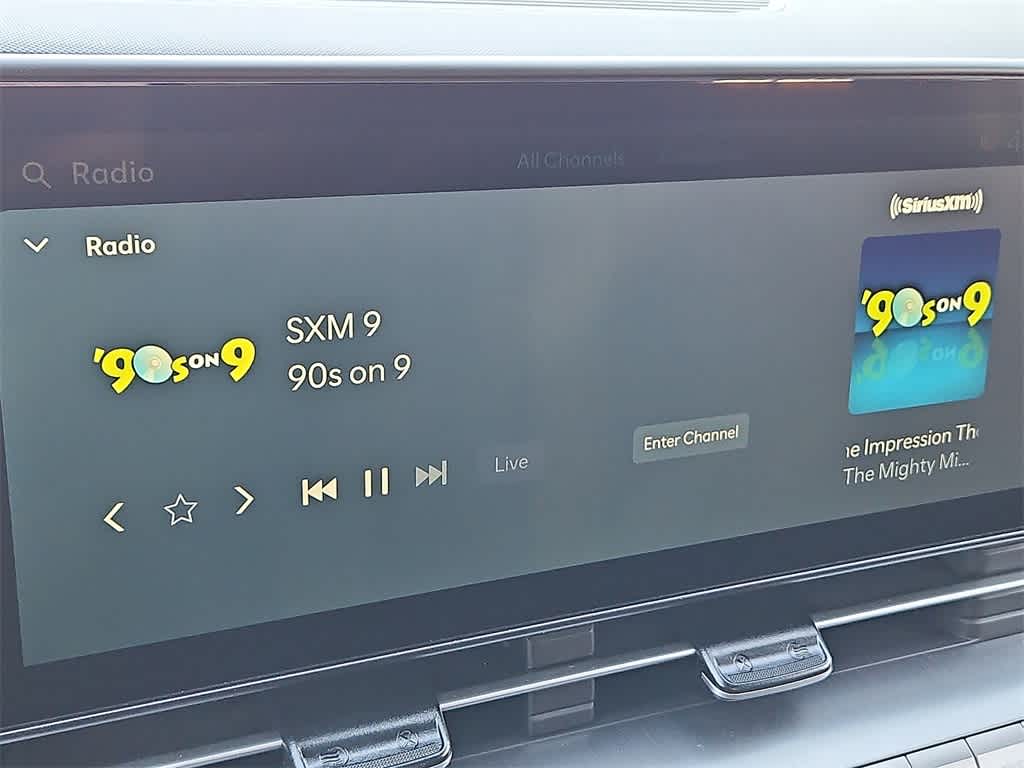 Radio
All Channels
((SiriusXM))
Radio
'90s ON 9
SXM 9
90s on 9
'90s ON 9
Enter Channel
Live
Impression
The Mighty Mi...